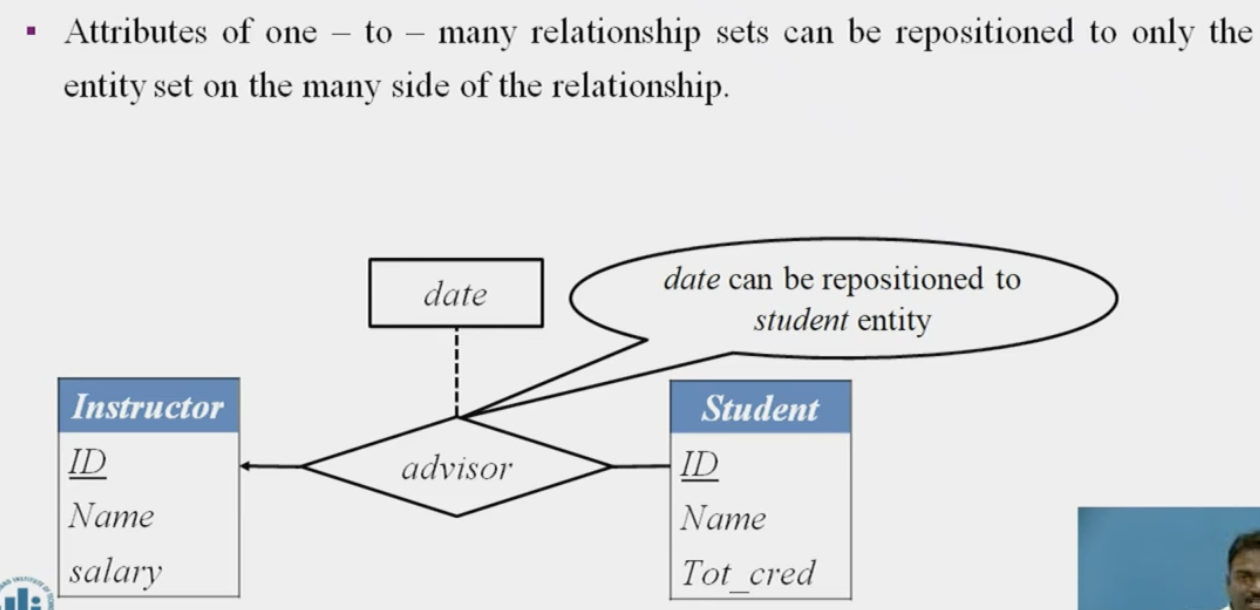 ▪ Attributes of one – to – many relationship sets can be repositioned to only the
entity set on the many side of the relationship.
date
date can be repositioned to
student entity
Instructor
ID
Name
salary
advisor
Student
ID
Name
Tot_cred